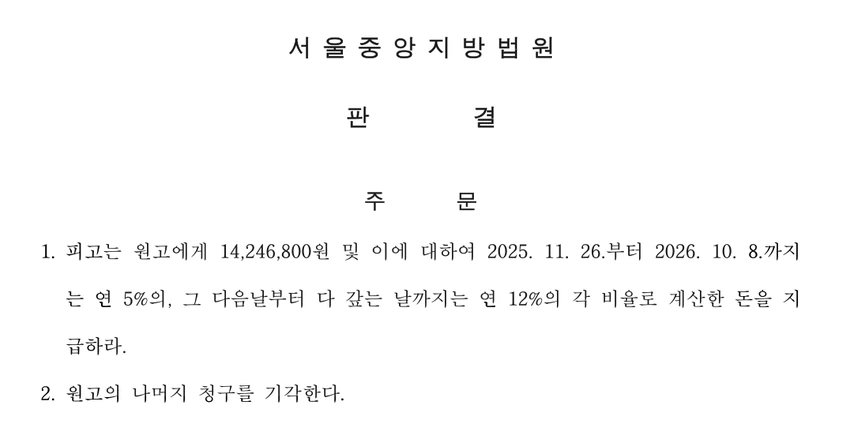 서울중앙지방법원
판 결
주 문
1. 피고는 원고에게 14,246,800원 및 이에 대하여 2025. 11. 26.부터 2026. 10. 8.까지
는 연 5%의, 그 다음날부터 다 갚는 날까지는 연 12%의 각 비율로 계산한 돈을 지
급하라.
2. 원고의 나머지 청구를 기각한다.